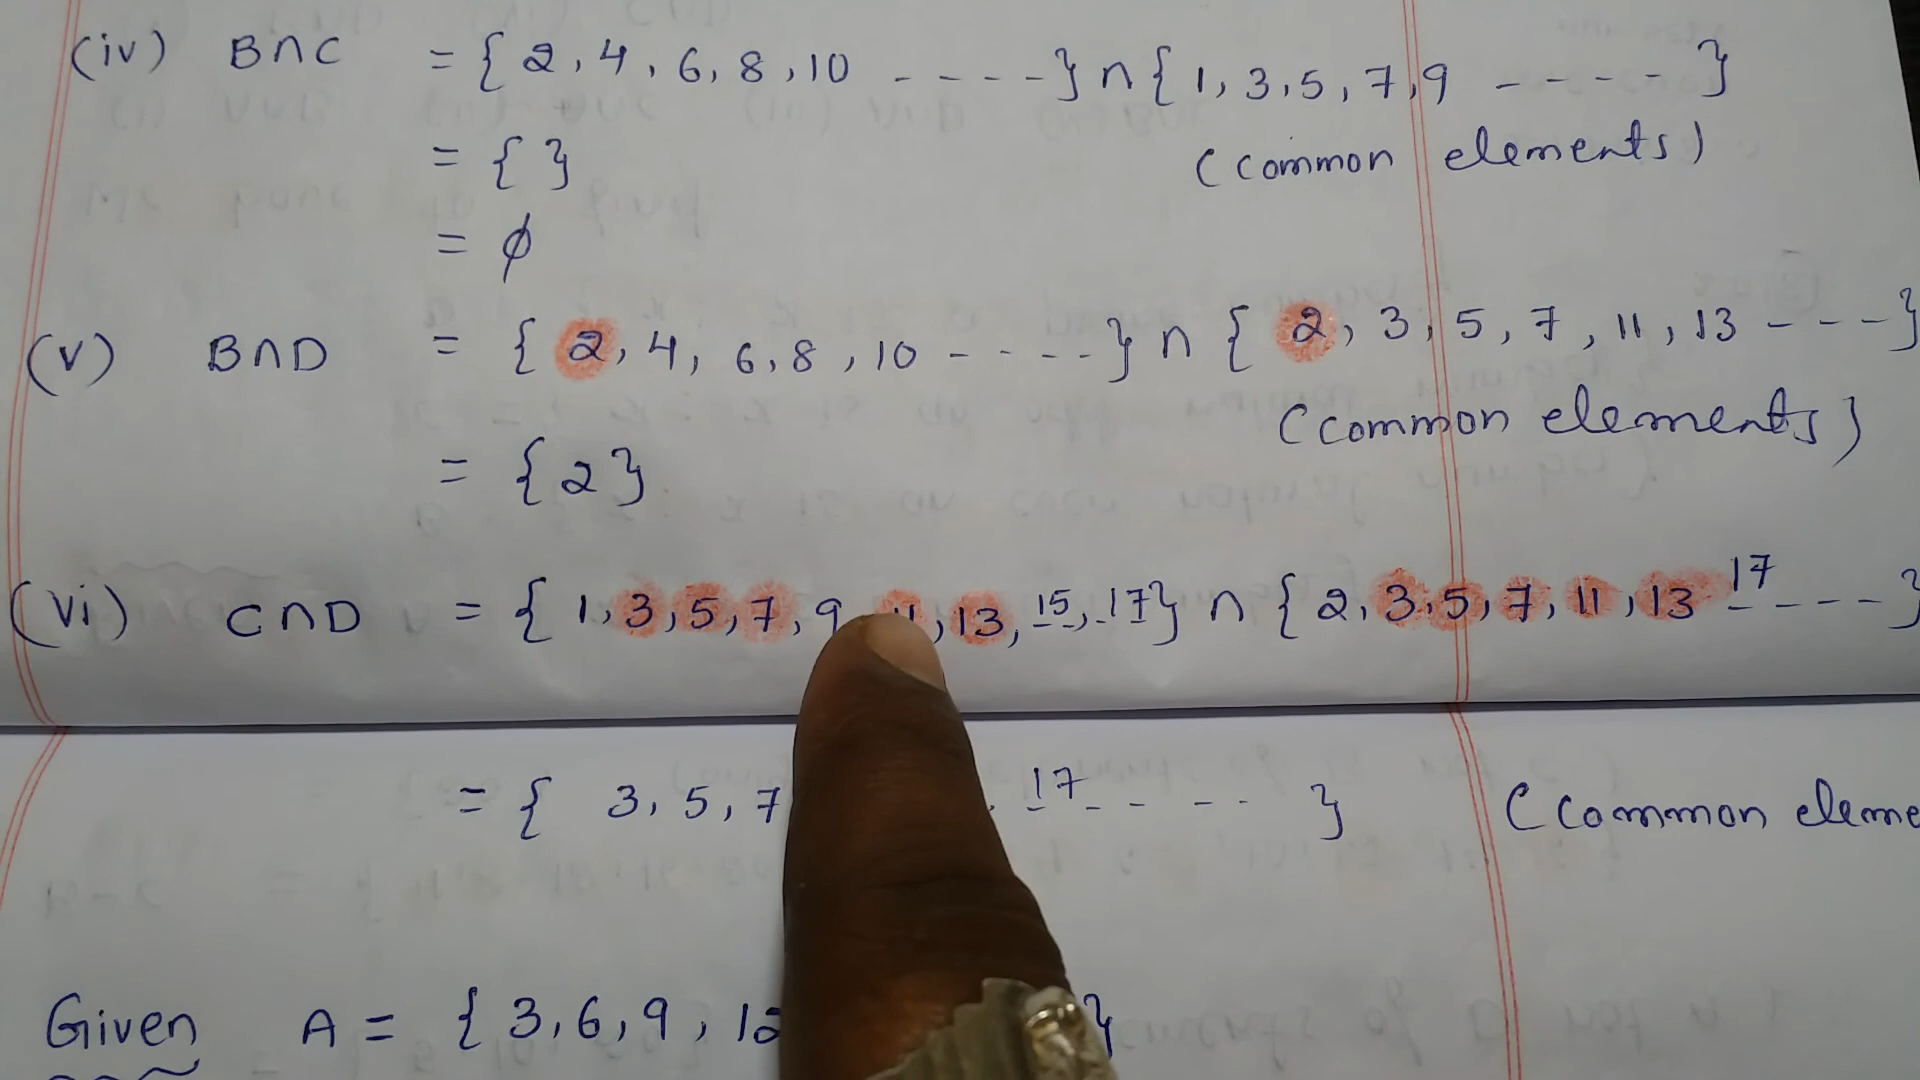 (iv) B∩C = { 2, 4, 6, 8, 10 - - - - } ∩ { 1, 3, 5, 7, 9 - - - - }
= { } (common elements)
= ϕ
(v) B∩D = { 2, 4, 6, 8, 10 - - - - } ∩ { 2, 3, 5, 7, 11, 13 - - - }
(common elements)
= { 2 }
(vi) C∩D = { 1, 3, 5, 7, 9, 11, 13, 15, 17 } ∩ { 2, 3, 5, 7, 11, 13 17 - - - - }
= { 3, 5, 7 17 - - - - - } (common eleme
Given A = { 3, 6, 9, }